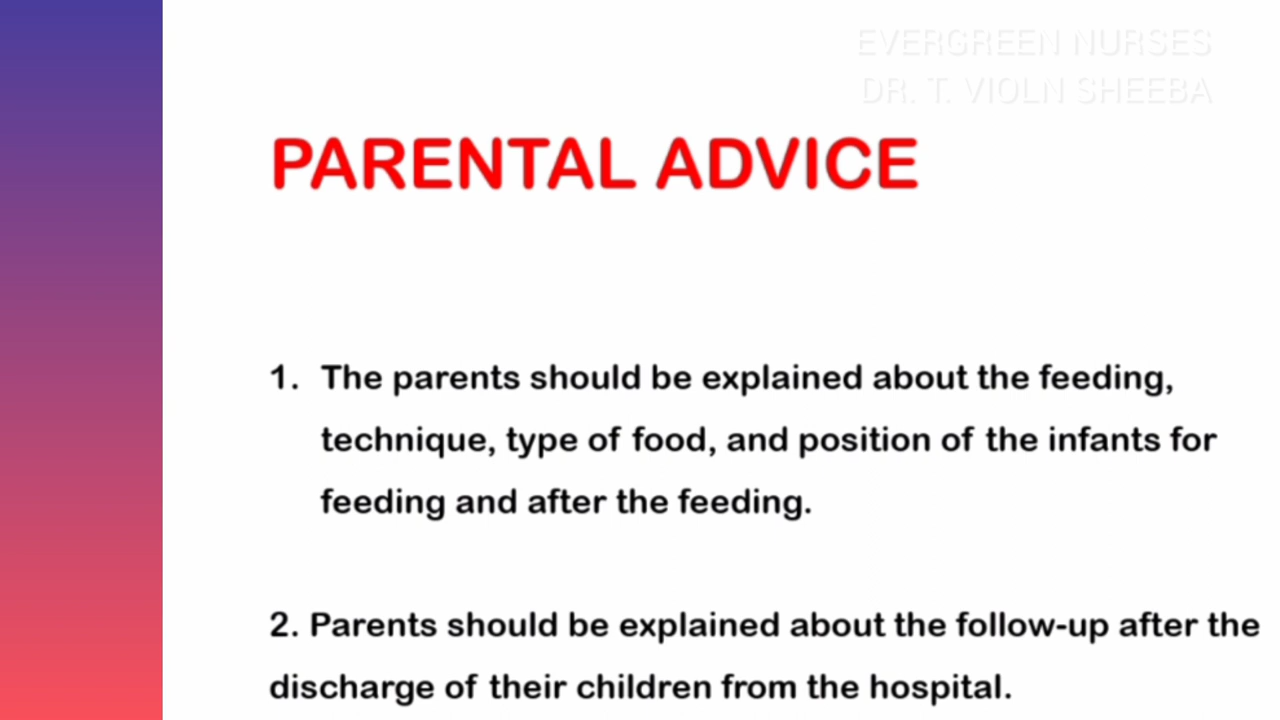 EVERGREEN NURSES
DR. T. VIOLN SHEEBA
PARENTAL ADVICE
1. The parents should be explained about the feeding,
technique, type of food, and position of the infants for
feeding and after the feeding.
2. Parents should be explained about the follow-up after the
discharge of their children from the hospital.